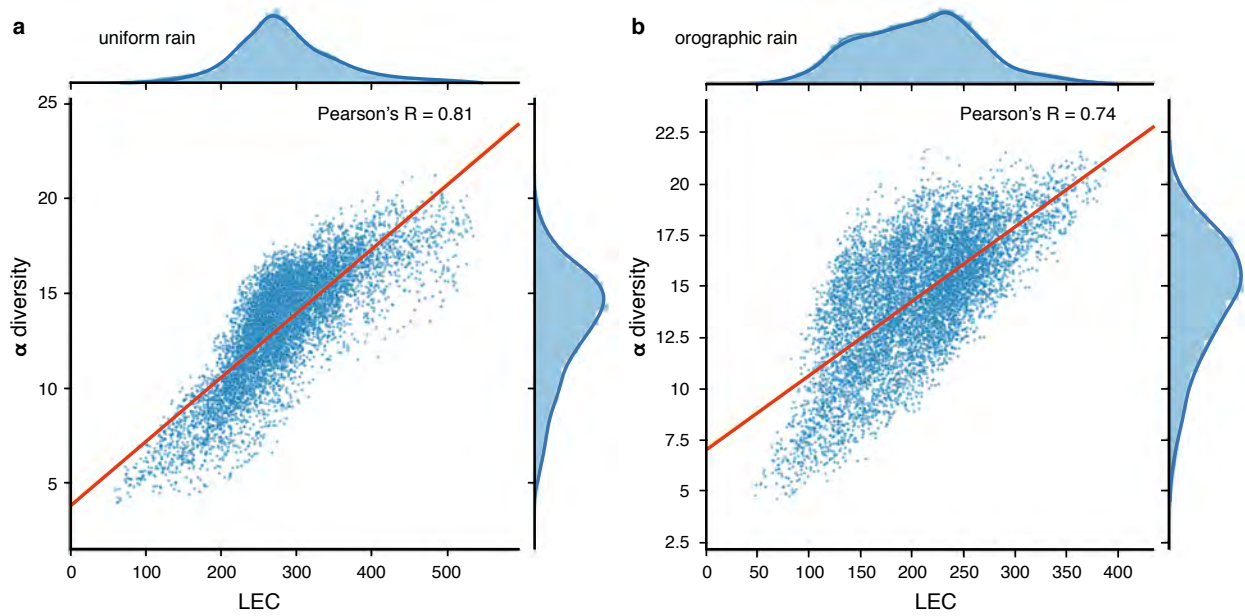 a
uniform rain
Pearson's R = 0.81
25
20
15
10
5
α diversity
0 100 200 300 400 500
LEC
b
orographic rain
Pearson's R = 0.74
22.5
20
17.5
15
12.5
10
7.5
5
2.5
α diversity
0 50 100 150 200 250 300 350 400
LEC